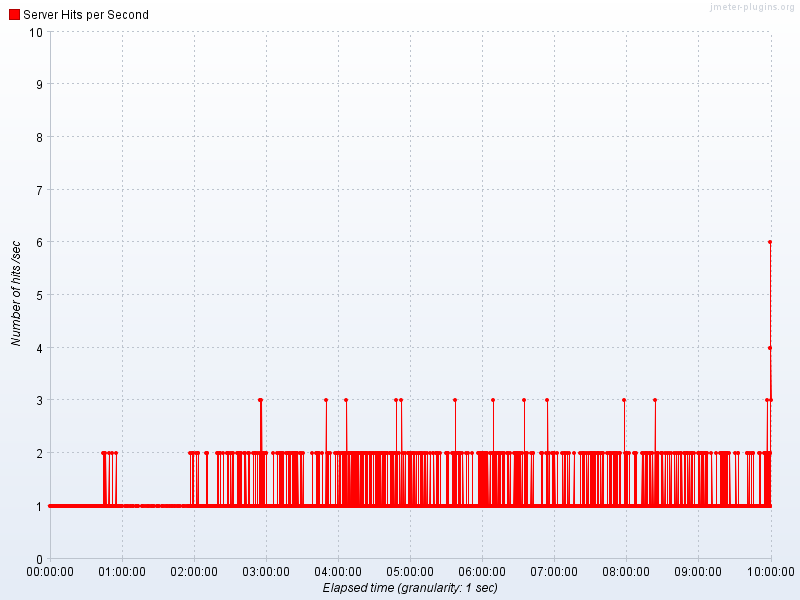 jmeter-plugins.org
Server Hits per Second
10
9
8
7
6
5
4
3
2
1
0
Number of hits /sec
00:00:00 01:00:00 02:00:00 03:00:00 04:00:00 05:00:00 06:00:00 07:00:00 08:00:00 09:00:00 10:00:00
Elapsed time (granularity: 1 sec)